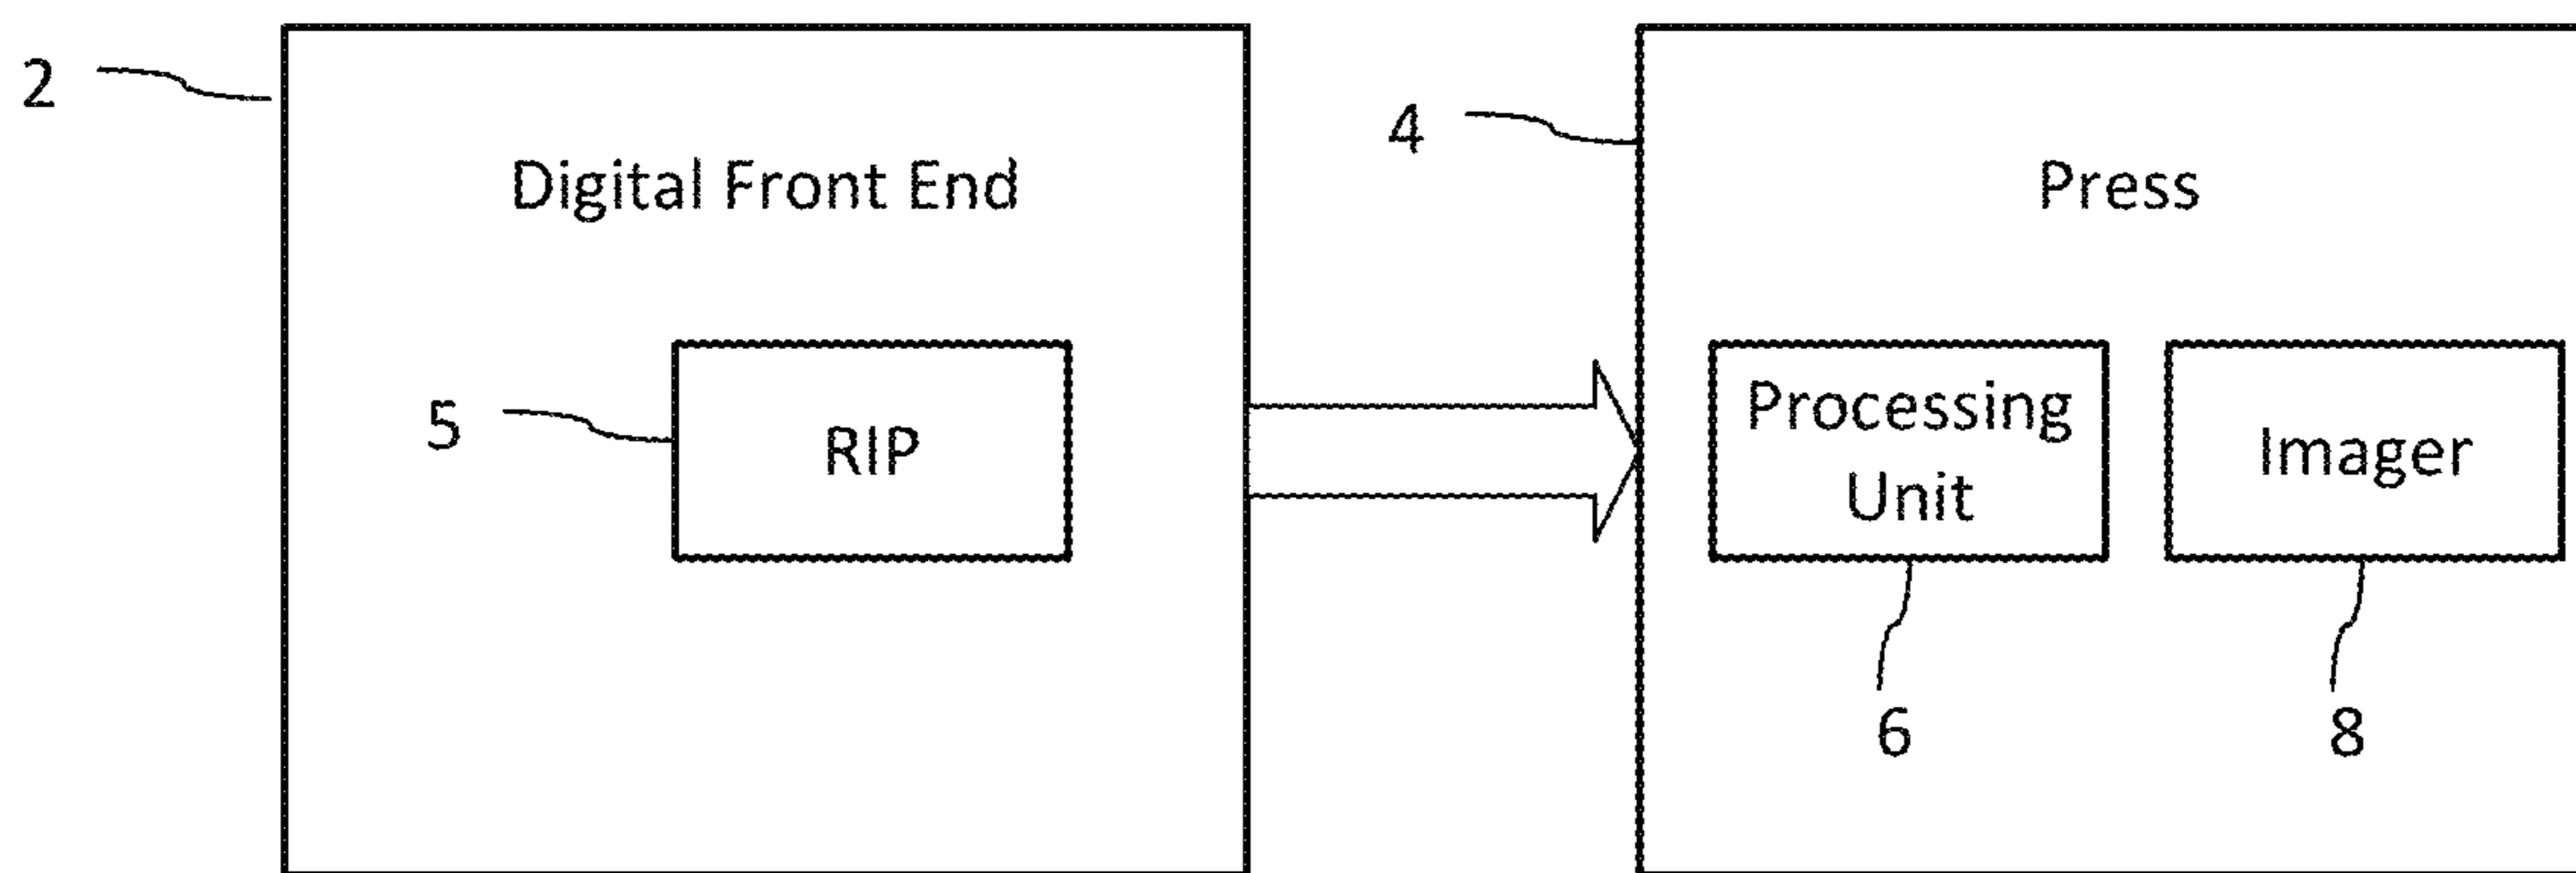 2
Digital Front End
4
Press
5
RIP
Processing
Unit
Imager
6
8